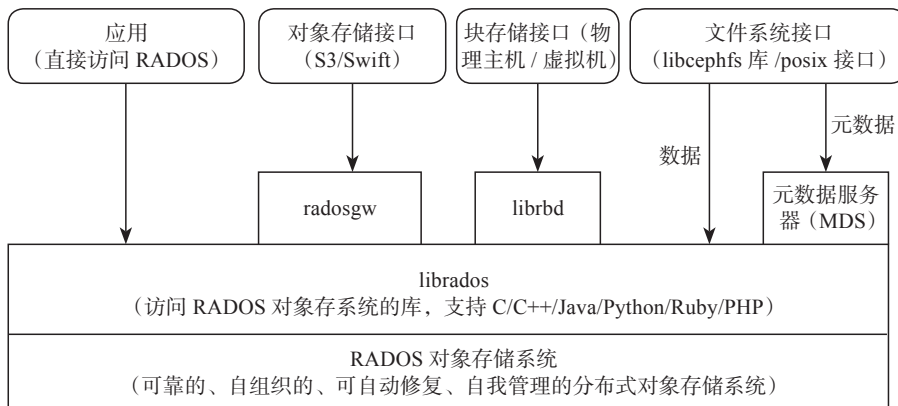 应用
（直接访问 RADOS）
对象存储接口
（S3/Swift）
块存储接口（物
理主机 / 虚拟机）
文件系统接口
（libcephfs 库 /posix 接口）
元数据
数据
radosgw
librbd
元数据服务
器（MDS）
librados
（访问 RADOS 对象存系统的库，支持 C/C++/Java/Python/Ruby/PHP）
RADOS 对象存储系统
（可靠的、自组织的、可自动修复、自我管理的分布式对象存储系统）